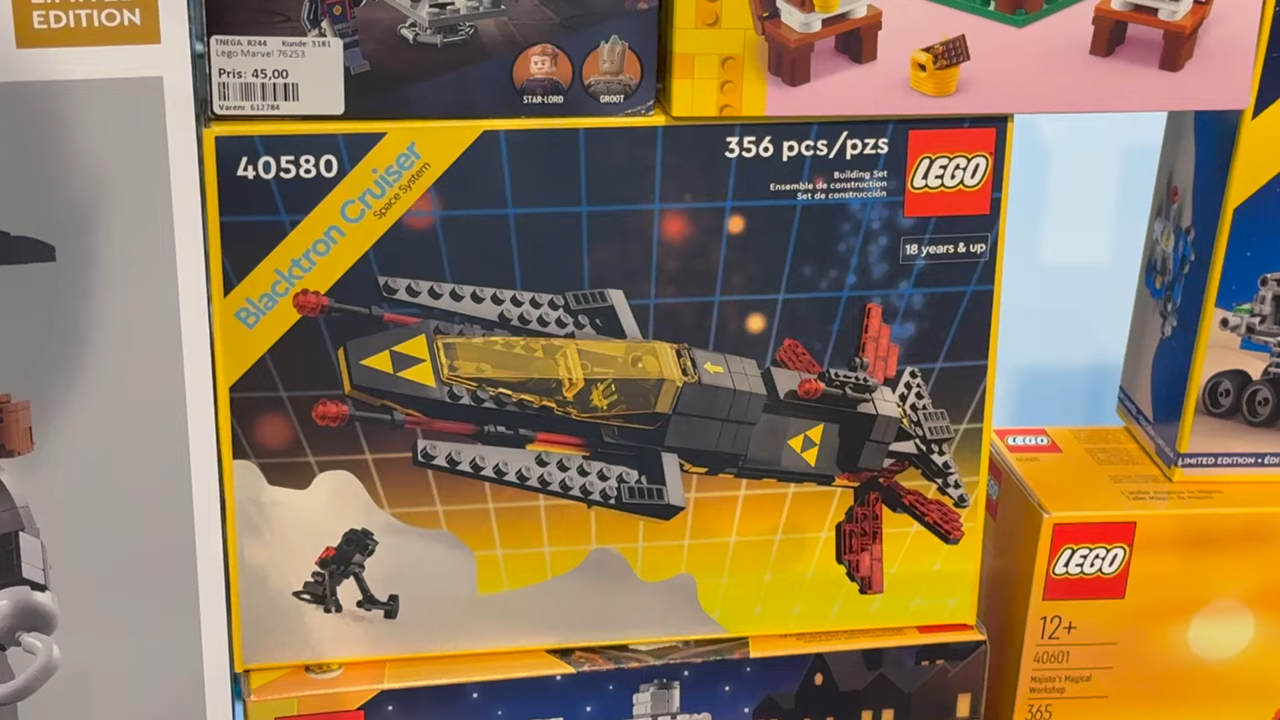 LIMITED
EDITION
TNEGA: R244 Kunde: 3181
Lego Marvel 76253
Pris: 45,00
Varenr: 612784
STAR-LORD
GROOT
40580
Blacktron Cruiser
Space System
356 pcs/pzs
Building Set
Ensemble de construction
Set de construcción
LEGO
18 years & up
LIMITED EDITION • ÉDI
LEGO
LEGO
12+
40601
Majisto's Magical
Workshop
365